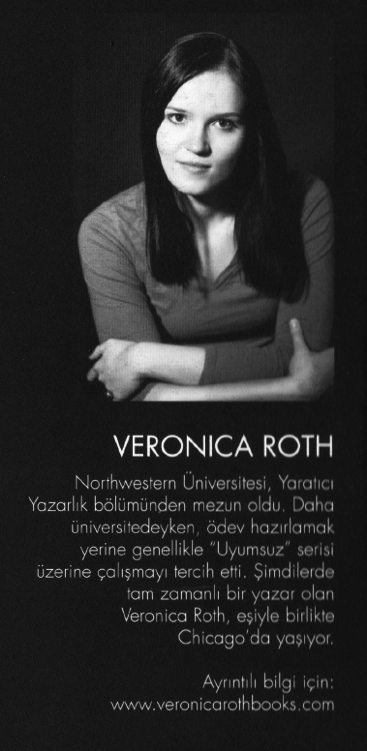 VERONICA ROTH
Northwestern Üniversitesi, Yaratıcı
Yazarlık bölümünden mezun oldu. Daha
üniversitedeyken, ödev hazırlamak
yerine genellikle “Uyumsuz” serisi
üzerine çalışmayı tercih etti. Şimdilerde
tam zamanlı bir yazar olan
Veronica Roth, eşiyle birlikte
Chicago’da yaşıyor.
Ayrıntılı bilgi için:
www.veronicarothbooks.com